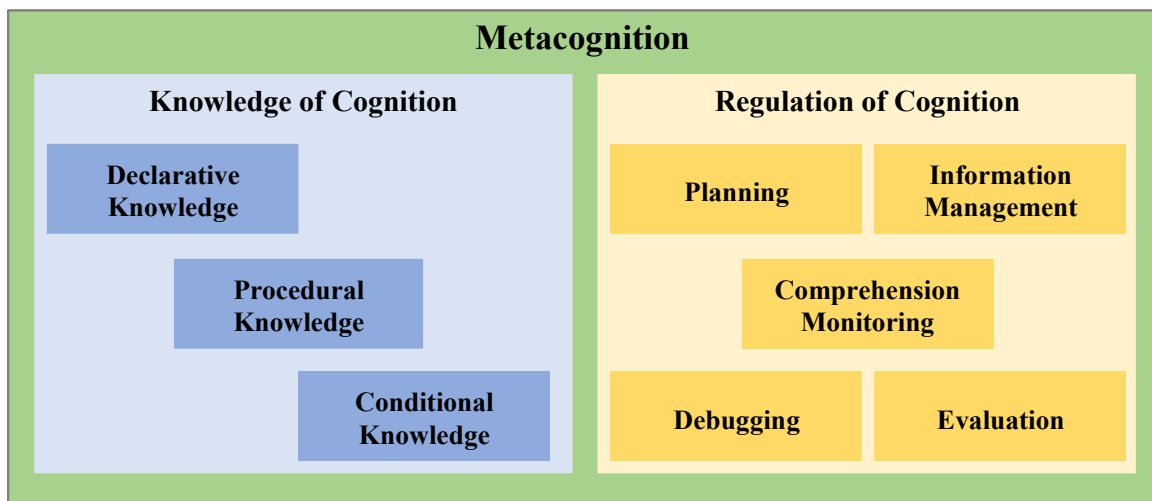 Metacognition
Knowledge of Cognition
Declarative
Knowledge
Procedural
Knowledge
Conditional
Knowledge
Regulation of Cognition
Planning
Information
Management
Comprehension
Monitoring
Debugging
Evaluation